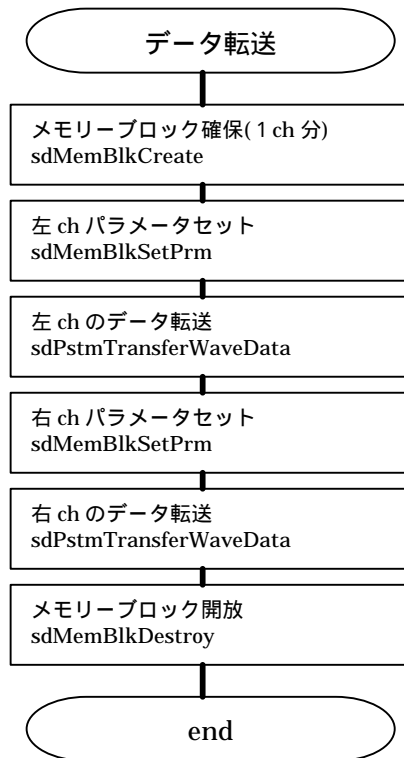 データ転送
メモリーブロック確保(１ch 分)
sdMemBlkCreate
左 ch パラメータセット
sdMemBlkSetPrm
左 ch のデータ転送
sdPstmTransferWaveData
右 ch パラメータセット
sdMemBlkSetPrm
右 ch のデータ転送
sdPstmTransferWaveData
メモリーブロック開放
sdMemBlkDestroy
end